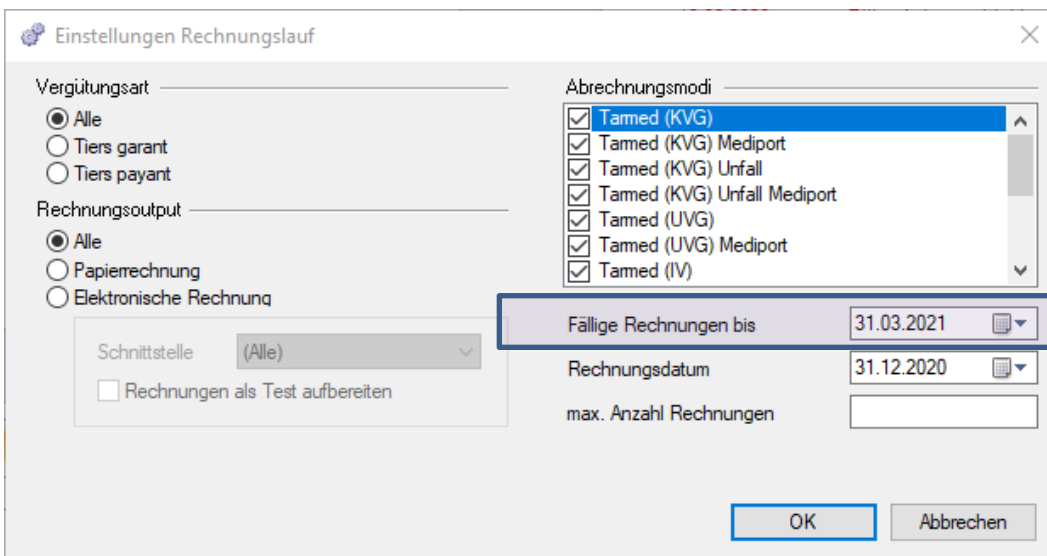 Einstellungen Rechnungslauf
Vergütungsart
Alle
Tiers garant
Tiers payant
Rechnungsoutput
Alle
Papierrechnung
Elektronische Rechnung
Schnittstelle (Alle)
Rechnungen als Test aufbereiten
Abrechnungsmodi
Tarmed (KVG)
Tarmed (KVG) Mediport
Tarmed (KVG) Unfall
Tarmed (KVG) Unfall Mediport
Tarmed (UVG)
Tarmed (UVG) Mediport
Tarmed (IV)
Fällige Rechnungen bis 31.03.2021
Rechnungsdatum 31.12.2020
max. Anzahl Rechnungen
OK Abbrechen